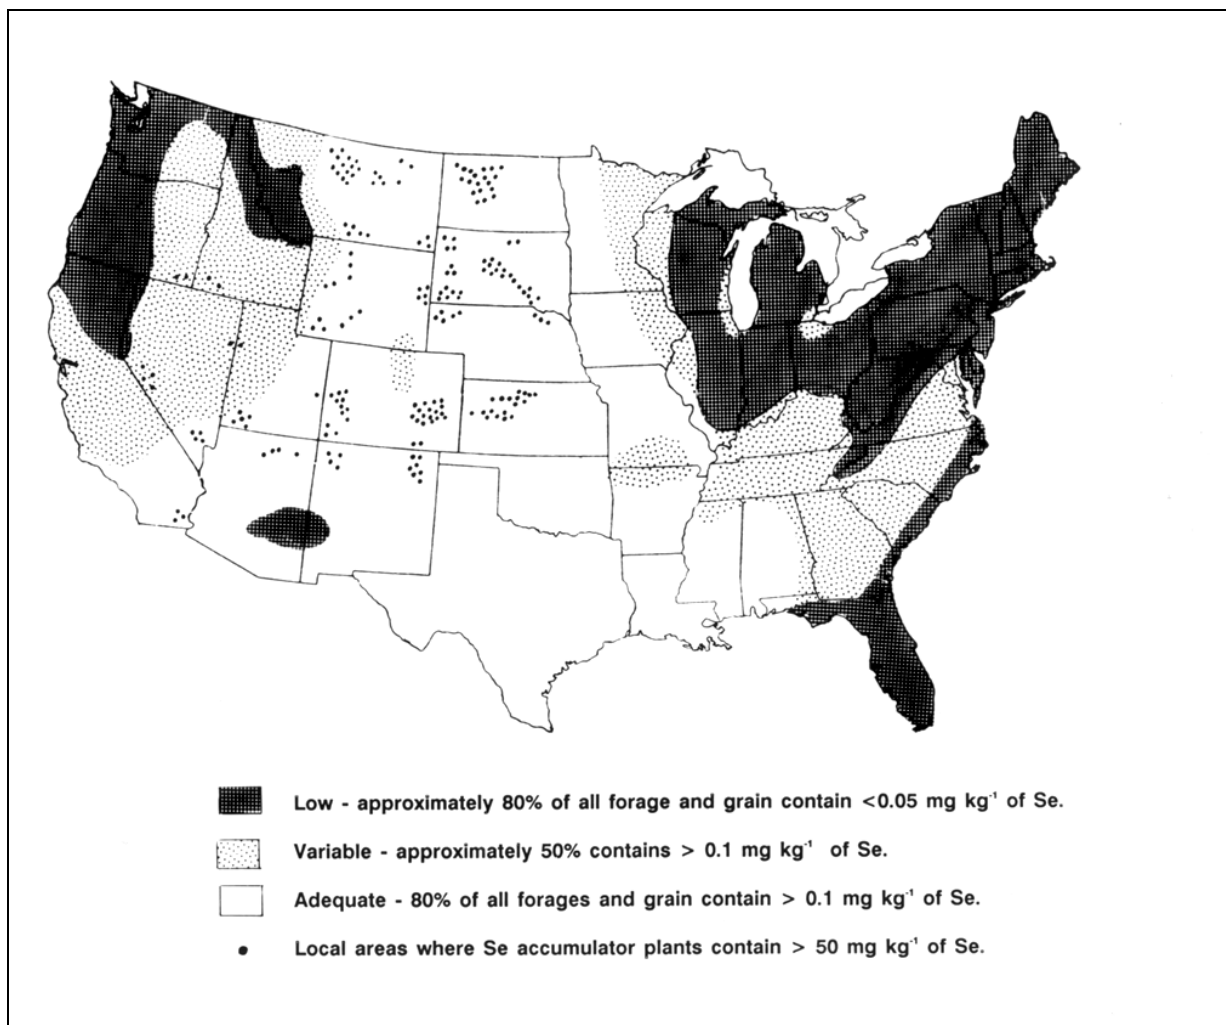 Low - approximately 80% of all forage and grain contain <0.05 mg kg⁻¹ of Se.
Variable - approximately 50% contains > 0.1 mg kg⁻¹ of Se.
Adequate - 80% of all forages and grain contain > 0.1 mg kg⁻¹ of Se.
Local areas where Se accumulator plants contain > 50 mg kg⁻¹ of Se.